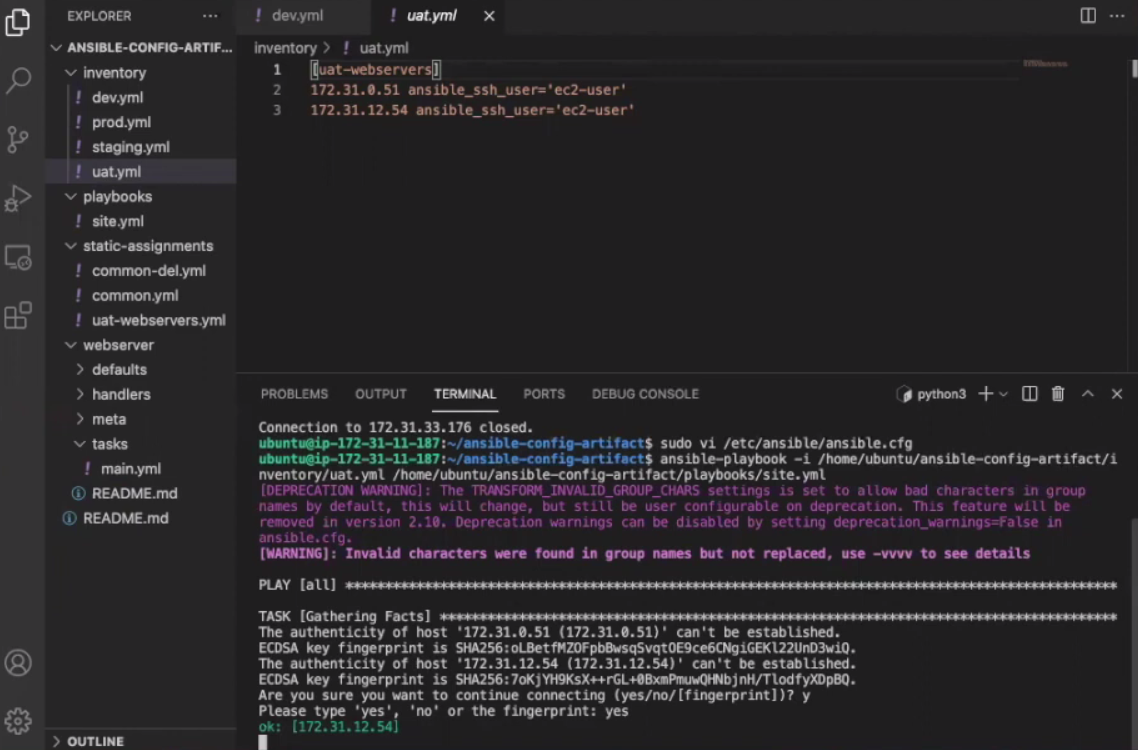 EXPLORER ...
ANSIBLE-CONFIG-ARTIF...
inventory
! dev.yml
! prod.yml
! staging.yml
! uat.yml
playbooks
! site.yml
static-assignments
! common-del.yml
! common.yml
! uat-webservers.yml
webserver
defaults
handlers
meta
tasks
! main.yml
README.md
README.md
OUTLINE
! dev.yml ! uat.yml
inventory > ! uat.yml
1 [uat-webservers]
2 172.31.0.51 ansible_ssh_user='ec2-user'
3 172.31.12.54 ansible_ssh_user='ec2-user'
PROBLEMS OUTPUT TERMINAL PORTS DEBUG CONSOLE python3
Connection to 172.31.33.176 closed.
ubuntu@ip-172-31-11-187:~/ansible-config-artifact$ sudo vi /etc/ansible/ansible.cfg
ubuntu@ip-172-31-11-187:~/ansible-config-artifact$ ansible-playbook -i /home/ubuntu/ansible-config-artifact/i
nventory/uat.yml /home/ubuntu/ansible-config-artifact/playbooks/site.yml
[DEPRECATION WARNING]: The TRANSFORM_INVALID_GROUP_CHARS settings is set to allow bad characters in group
names by default, this will change, but still be user configurable on deprecation. This feature will be
removed in version 2.10. Deprecation warnings can be disabled by setting deprecation_warnings=False in
ansible.cfg.
[WARNING]: Invalid characters were found in group names but not replaced, use -vvvv to see details
PLAY [all] **************************************************************************************************
TASK [Gathering Facts] **************************************************************************************
The authenticity of host '172.31.0.51 (172.31.0.51)' can't be established.
ECDSA key fingerprint is SHA256:oLBetfMZOFpbBwsqSvqtOE9ce6CNgiGEKl22UnD3wiQ.
The authenticity of host '172.31.12.54 (172.31.12.54)' can't be established.
ECDSA key fingerprint is SHA256:7oKjYH9KsX++rGL+0BxmPmuwQHNbjnH/TlodfyXDpBQ.
Are you sure you want to continue connecting (yes/no/[fingerprint])? y
Please type 'yes', 'no' or the fingerprint: yes
ok: [172.31.12.54]